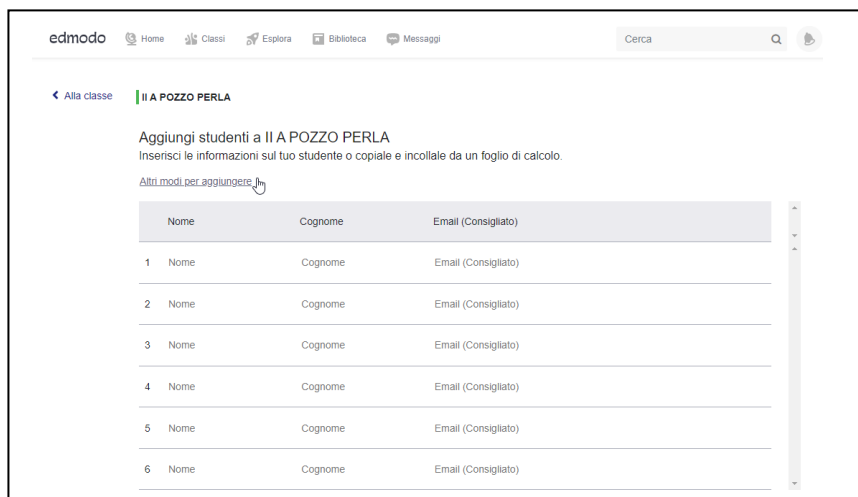 edmodo Home Classi Esplora Biblioteca Messaggi Cerca
Alla classe II A POZZO PERLA
Aggiungi studenti a II A POZZO PERLA
Inserisci le informazioni sul tuo studente o copiale e incollale da un foglio di calcolo.
Altri modi per aggiungere
Nome Cognome Email (Consigliato)
1 Nome Cognome Email (Consigliato)
2 Nome Cognome Email (Consigliato)
3 Nome Cognome Email (Consigliato)
4 Nome Cognome Email (Consigliato)
5 Nome Cognome Email (Consigliato)
6 Nome Cognome Email (Consigliato)